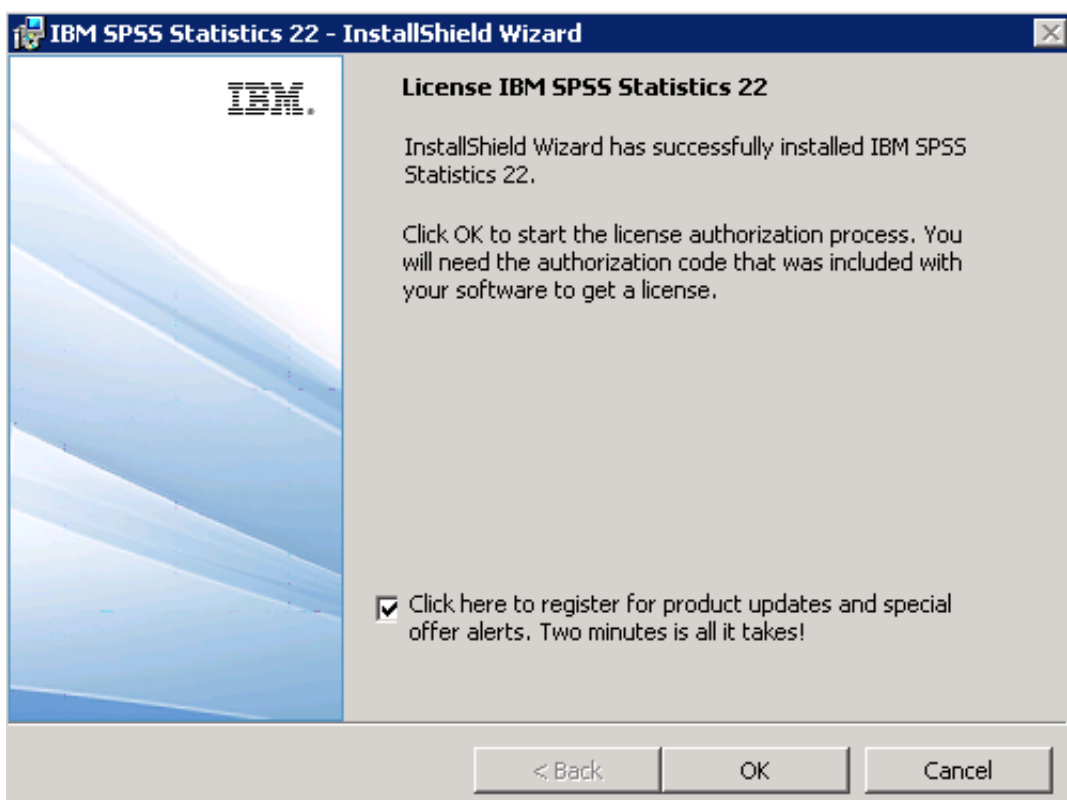 IBM SPSS Statistics 22 - InstallShield Wizard
IBM.
License IBM SPSS Statistics 22
InstallShield Wizard has successfully installed IBM SPSS
Statistics 22.
Click OK to start the license authorization process. You
will need the authorization code that was included with
your software to get a license.
Click here to register for product updates and special
offer alerts. Two minutes is all it takes!
< Back
OK
Cancel